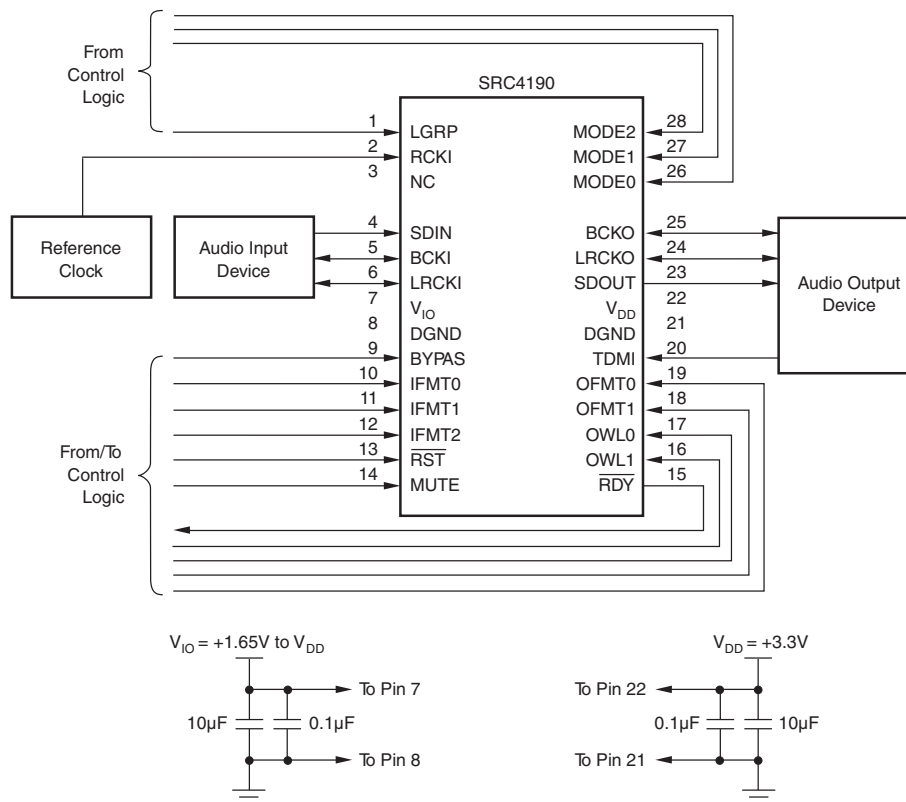 From
Control
Logic
SRC4190
1 LGRP MODE2 28
2 RCKI MODE1 27
3 NC MODE0 26
Reference
Clock
Audio Input
Device
4 SDIN BCKO 25
5 BCKI LRCKO 24
6 LRCKI SDOUT 23
7 VIO VDD 22
8 DGND DGND 21
9 BYPAS TDMI 20
10 IFMT0 OFMT0 19
11 IFMT1 OFMT1 18
12 IFMT2 OWL0 17
13 RST OWL1 16
14 MUTE RDY 15
Audio Output
Device
From/To
Control
Logic
VIO = +1.65V to VDD
To Pin 7
10µF 0.1µF
To Pin 8
VDD = +3.3V
To Pin 22
0.1µF 10µF
To Pin 21